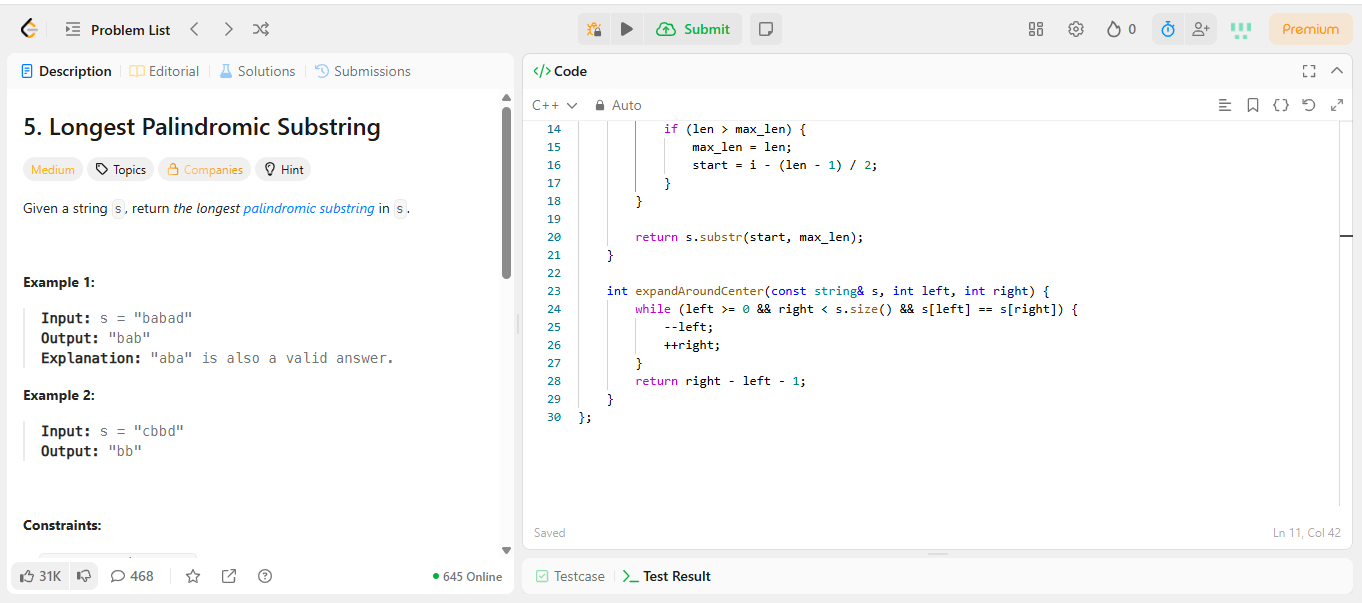 Problem List
Submit
0
Premium
Description
Editorial
Solutions
Submissions
5. Longest Palindromic Substring
Medium
Topics
Companies
Hint
Given a string s, return the longest palindromic substring in s.
Example 1:
Input: s = "babad"
Output: "bab"
Explanation: "aba" is also a valid answer.
Example 2:
Input: s = "cbbd"
Output: "bb"
Constraints:
31K
468
645 Online
</> Code
C++
Auto
14 if (len > max_len) {
15 max_len = len;
16 start = i - (len - 1) / 2;
17 }
18 }
19
20 return s.substr(start, max_len);
21 }
22
23 int expandAroundCenter(const string& s, int left, int right) {
24 while (left >= 0 && right < s.size() && s[left] == s[right]) {
25 --left;
26 ++right;
27 }
28 return right - left - 1;
29 }
30 };
Saved
Ln 11, Col 42
Testcase
Test Result